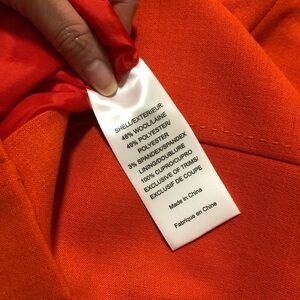 SHELL/EXTERIEUR:
48% WOOL/LAINE
49% POLYESTER/
POLYESTER
3% SPANDEX/SPANDEX
LINING/DOUBLURE
100% CUPRO/CUPRO
EXCLUSIVE OF TRIMS/
EXCLUSIF DE COUPE
Made in China
Fabrique en Chine